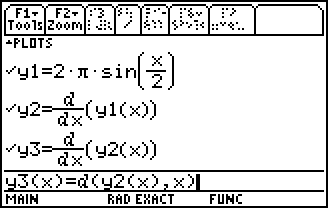 F1▾ F2▾
Tools Zoom
▴PLOTS
✓y1=2·π·sin(x/2)
✓y2=d/dx(y1(x))
✓y3=d/dx(y2(x))
y3(x)=d(y2(x),x)
MAIN RAD EXACT FUNC